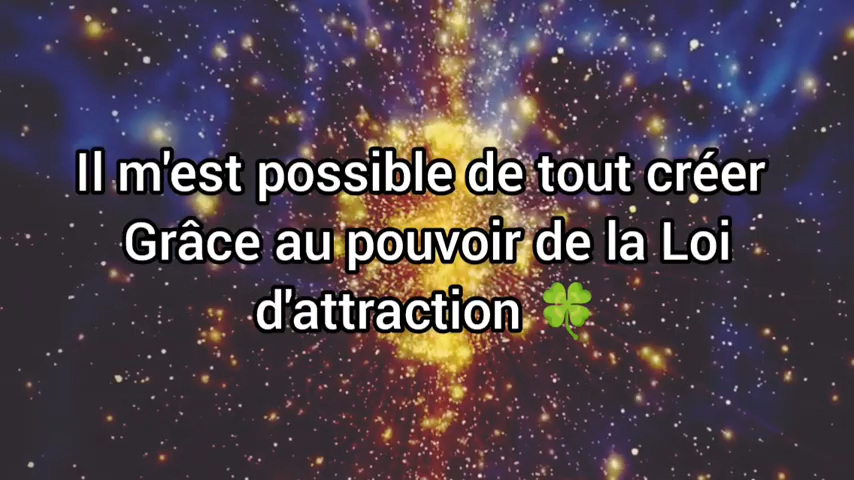 Il m'est possible de tout créer
Grâce au pouvoir de la Loi
d'attraction 🍀